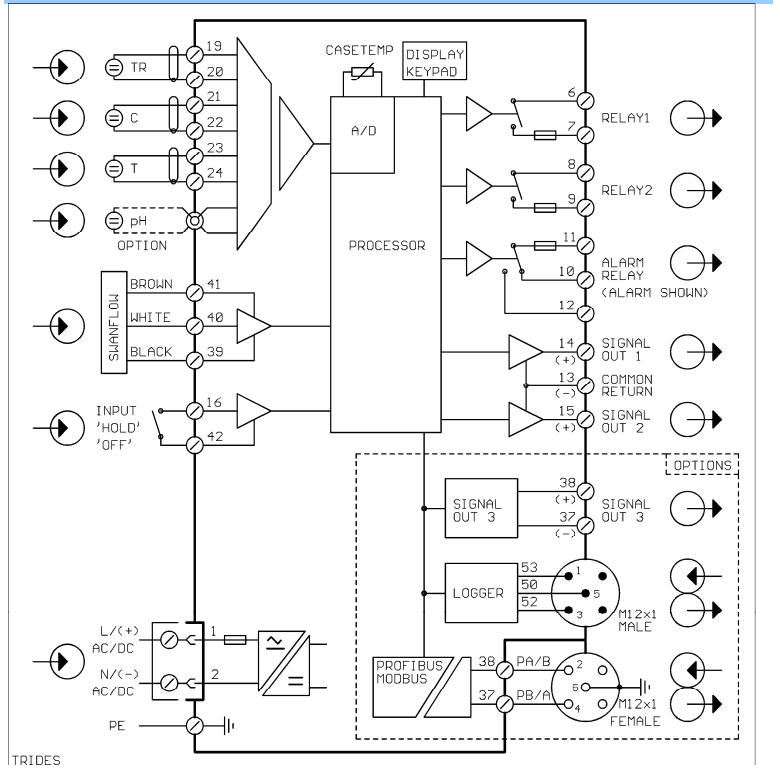 19
TR
20
21
C
22
23
T
24
pH
OPTION
CASETEMP
DISPLAY
KEYPAD
A/D
PROCESSOR
6
RELAY1
7
8
RELAY2
9
11
ALARM
10
RELAY
(ALARM SHOWN)
12
SWANFLOW
BROWN
41
WHITE
40
BLACK
39
14
SIGNAL
(+)
OUT 1
13
COMMON
(-)
RETURN
15
SIGNAL
(+)
OUT 2
INPUT
16
'HOLD'
'OFF'
42
OPTIONS
SIGNAL
OUT 3
38
(+)
SIGNAL
37
OUT 3
(-)
LOGGER
53
1
50
5
52
3
M12x1
MALE
L/(+)
AC/DC
1
N/(-)
AC/DC
2
PE
PROFIBUS
MODBUS
38
PA/B
2
5
37
PB/A
4
M12x1
FEMALE
TRIDES